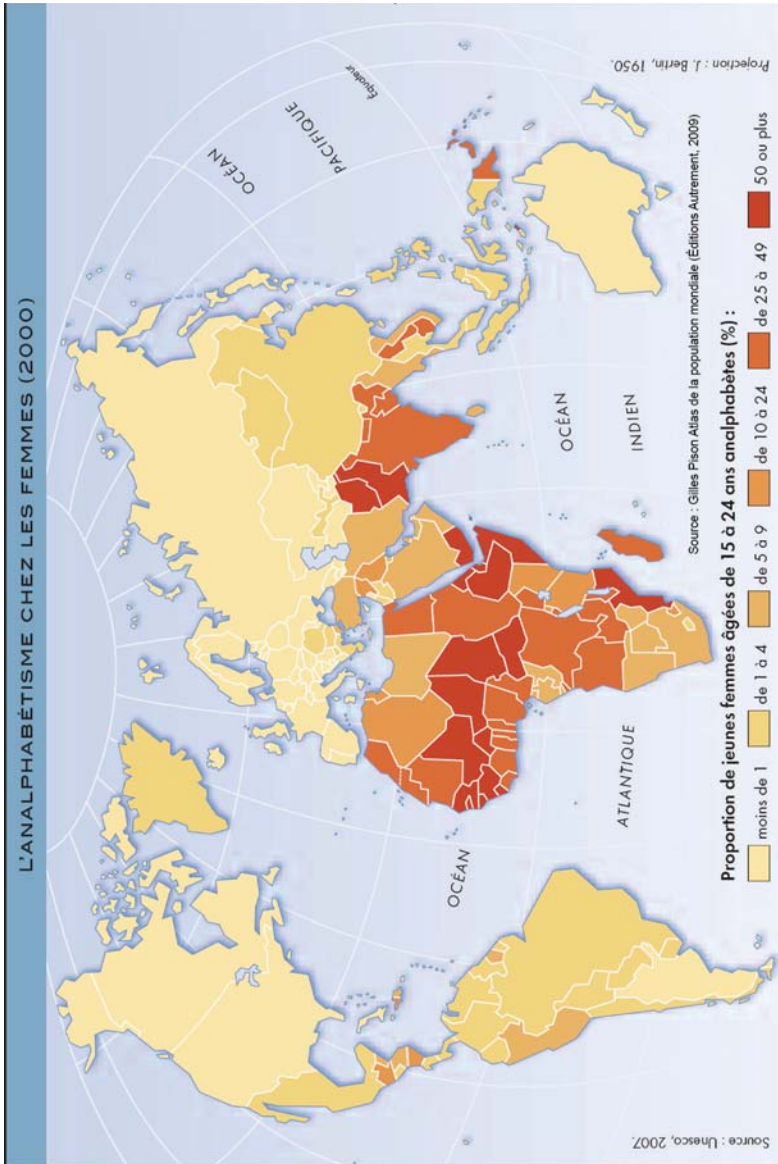 L'ANALPHABÉTISME CHEZ LES FEMMES (2000)
OCÉAN
PACIFIQUE
Équateur
OCÉAN
ATLANTIQUE
OCÉAN
INDIEN
Projection : J. Bertin, 1950.
Source : Gilles Pison Atlas de la population mondiale (Éditions Autrement, 2009)
Proportion de jeunes femmes âgées de 15 à 24 ans analphabètes (%) :
moins de 1 de 1 à 4 de 5 à 9 de 10 à 24 de 25 à 49 50 ou plus
Source : Unesco, 2007.